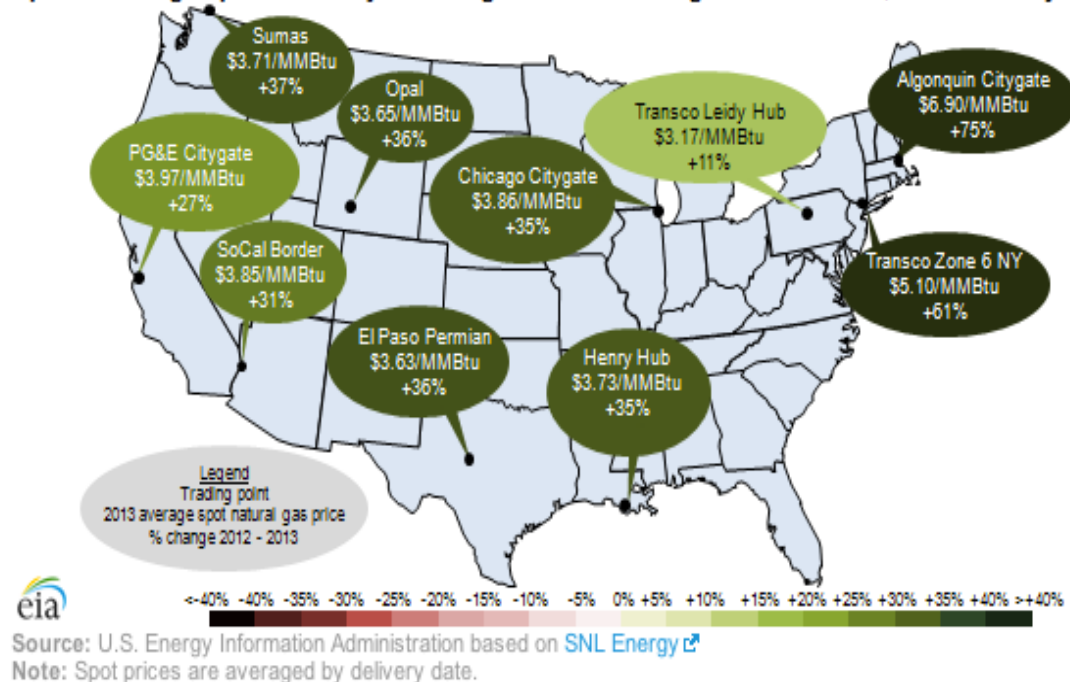 Sumas
$3.71/MMBtu
+37%
Opal
$3.65/MMBtu
+36%
Transco Leidy Hub
$3.17/MMBtu
+11%
Algonquin Citygate
$6.90/MMBtu
+75%
PG&E Citygate
$3.97/MMBtu
+27%
Chicago Citygate
$3.86/MMBtu
+35%
SoCal Border
$3.85/MMBtu
+31%
Transco Zone 6 NY
$5.10/MMBtu
+61%
El Paso Permian
$3.63/MMBtu
+36%
Henry Hub
$3.73/MMBtu
+35%
Legend
Trading point
2013 average spot natural gas price
% change 2012 - 2013
eia
<-40% -40% -35% -30% -25% -20% -15% -10% -5% 0% +5% +10% +15% +20% +25% +30% +35% +40% >+40%
Source: U.S. Energy Information Administration based on SNL Energy
Note: Spot prices are averaged by delivery date.